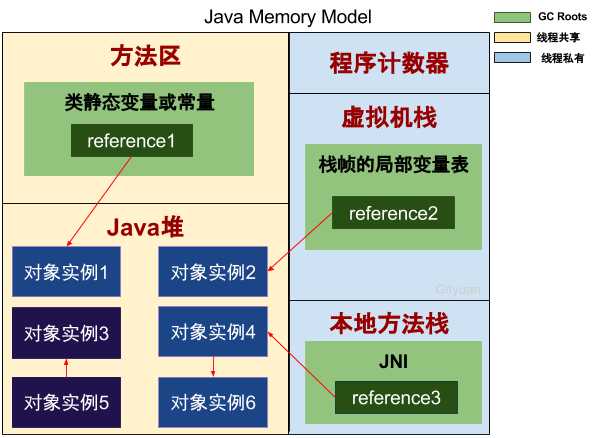 Java Memory Model
GC Roots
线程共享
线程私有
方法区
类静态变量或常量
reference1
程序计数器
虚拟机栈
栈帧的局部变量表
reference2
Gityuan
Java堆
对象实例1
对象实例2
对象实例3
对象实例4
对象实例5
对象实例6
本地方法栈
JNI
reference3